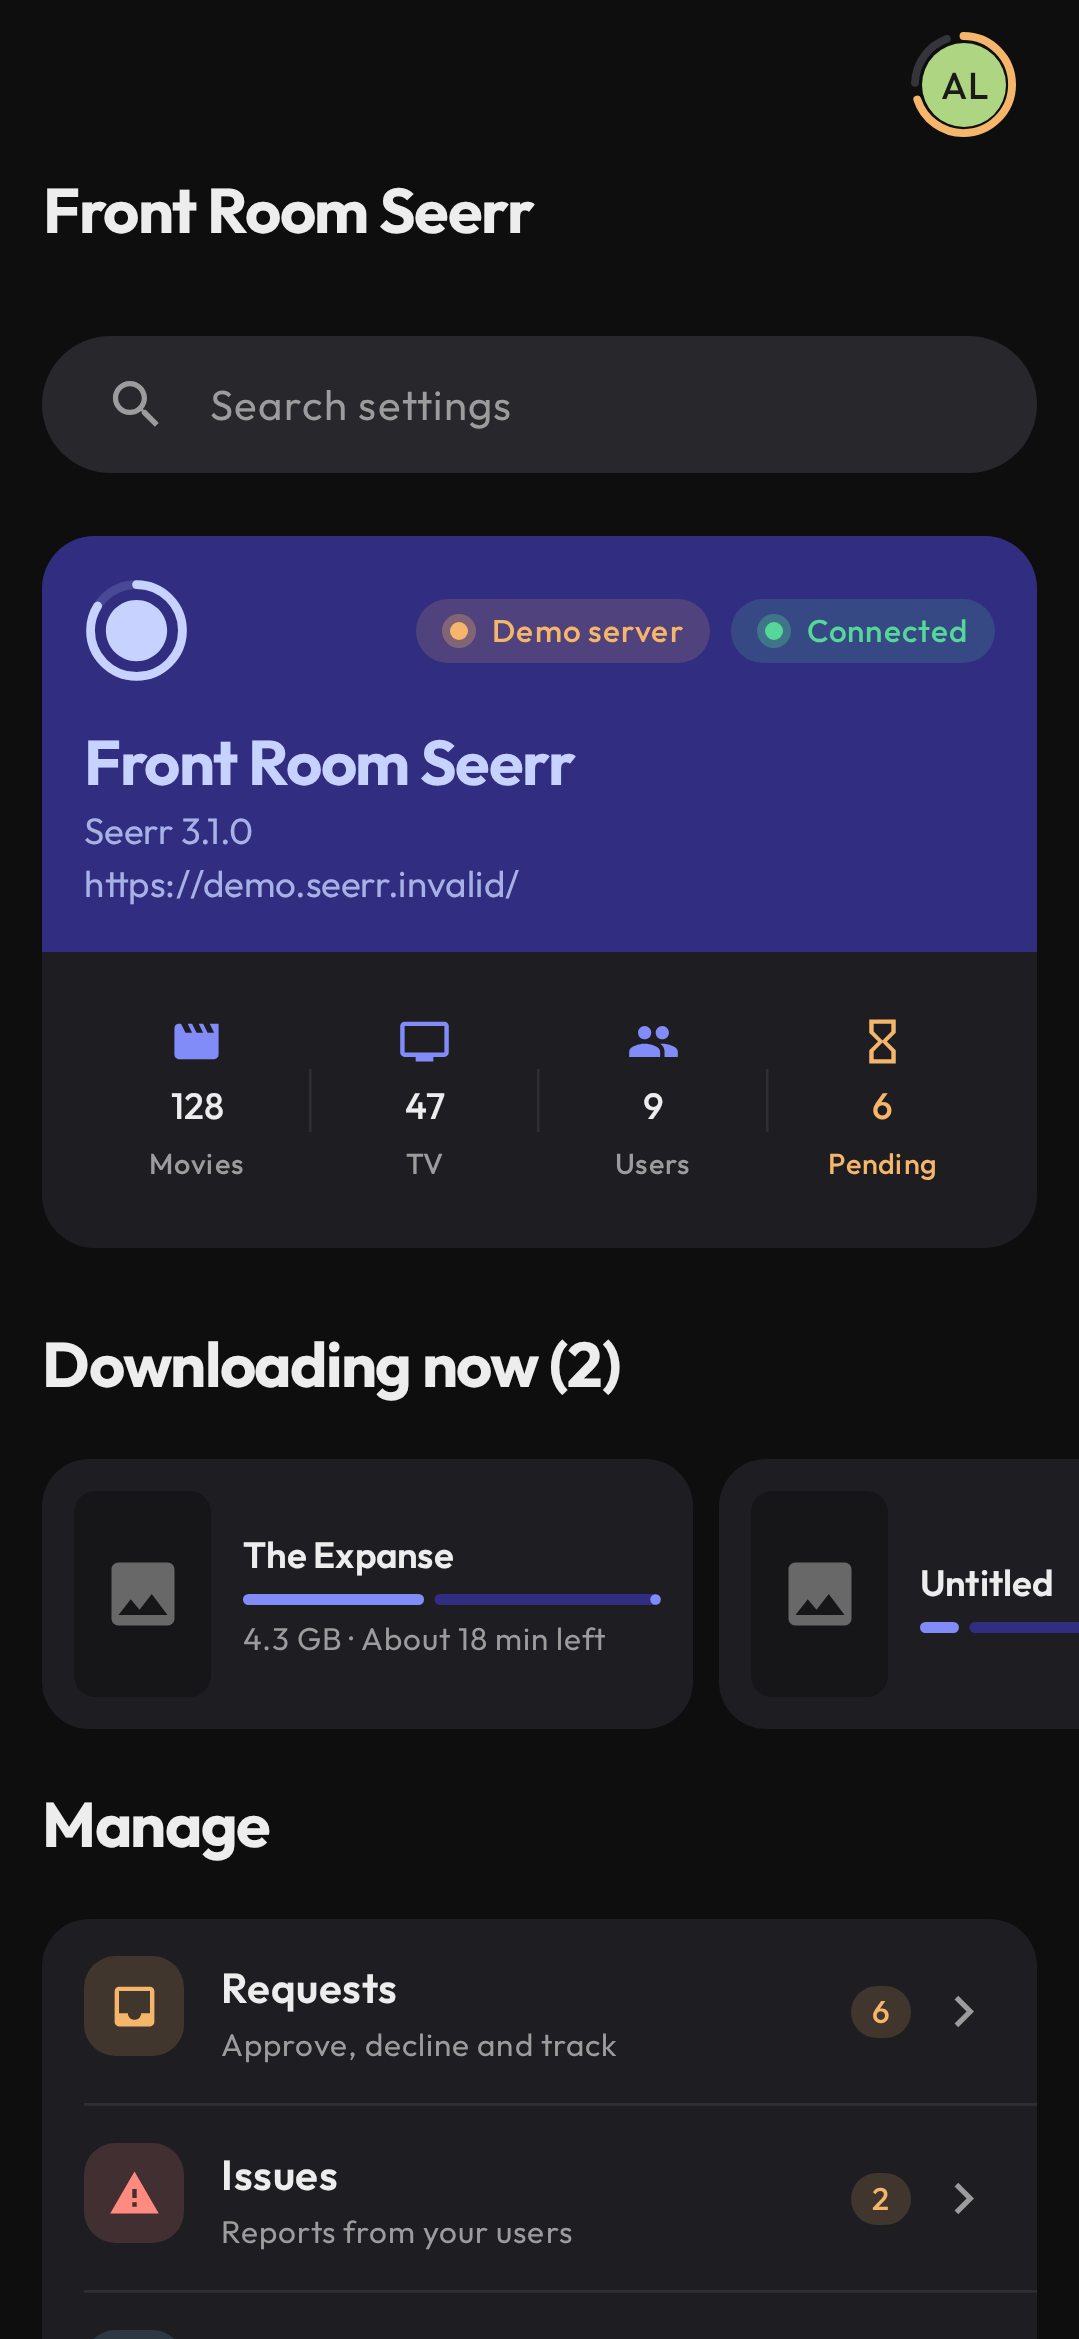 AL
Front Room Seerr
Search settings
Demo server
Connected
Front Room Seerr
Seerr 3.1.0
https://demo.seerr.invalid/
128
47
9
6
Movies
TV
Users
Pending
Downloading now (2)
The Expanse
4.3 GB · About 18 min left
Untitled
Manage
Requests
Approve, decline and track
6
Issues
Reports from your users
2